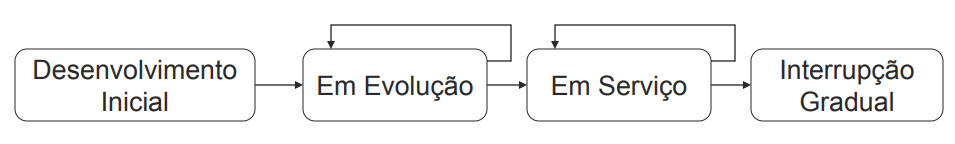 Desenvolvimento
Inicial
Em Evolução
Em Serviço
Interrupção
Gradual